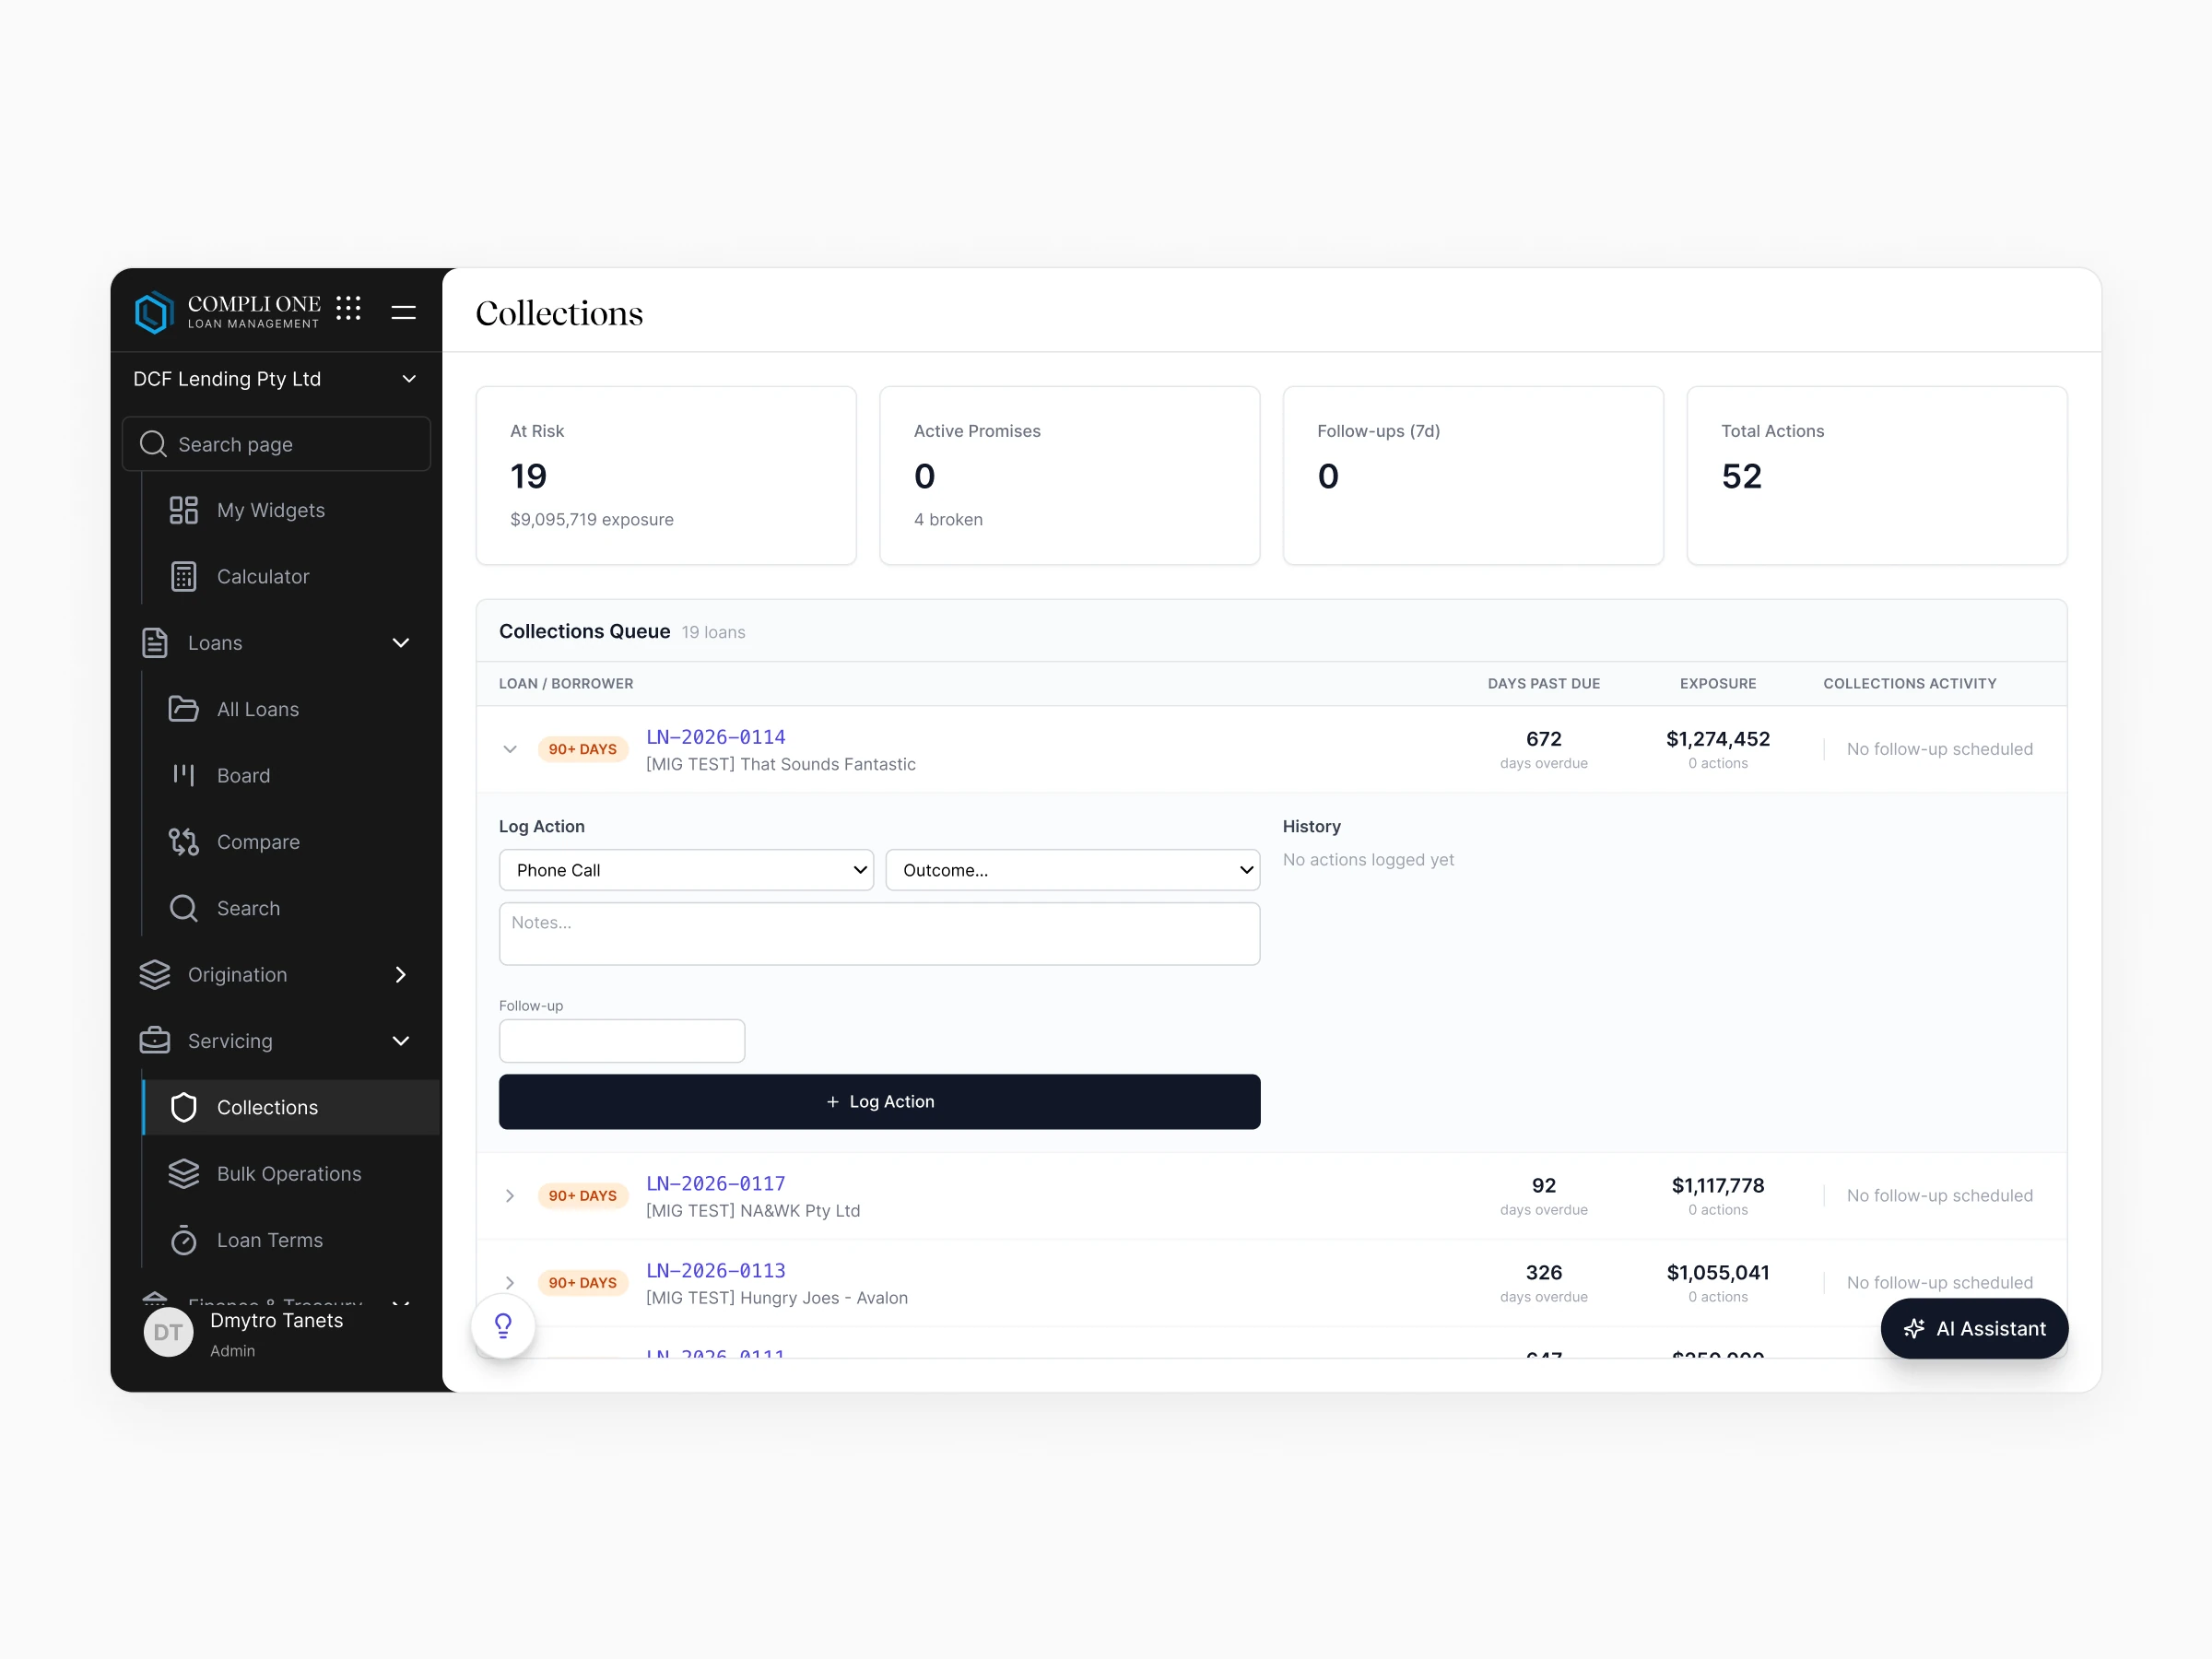 COMPLI ONE
LOAN MANAGEMENT
DCF Lending Pty Ltd
Search page
My Widgets
Calculator
Loans
All Loans
Board
Compare
Search
Origination
Servicing
Collections
Bulk Operations
Loan Terms
Finance & Treasury
DT
Dmytro Tanets
Admin
Collections
At Risk
19
$9,095,719 exposure
Active Promises
0
4 broken
Follow-ups (7d)
0
Total Actions
52
Collections Queue 19 loans
LOAN / BORROWER DAYS PAST DUE EXPOSURE COLLECTIONS ACTIVITY
90+ DAYS
LN-2026-0114
[MIG TEST] That Sounds Fantastic
672
days overdue
$1,274,452
0 actions
No follow-up scheduled
Log Action
Phone Call
Outcome...
Notes...
Follow-up
+ Log Action
History
No actions logged yet
90+ DAYS
LN-2026-0117
[MIG TEST] NA&WK Pty Ltd
92
days overdue
$1,117,778
0 actions
No follow-up scheduled
90+ DAYS
LN-2026-0113
[MIG TEST] Hungry Joes - Avalon
326
days overdue
$1,055,041
0 actions
No follow-up scheduled
LN-2026-0111
AI Assistant